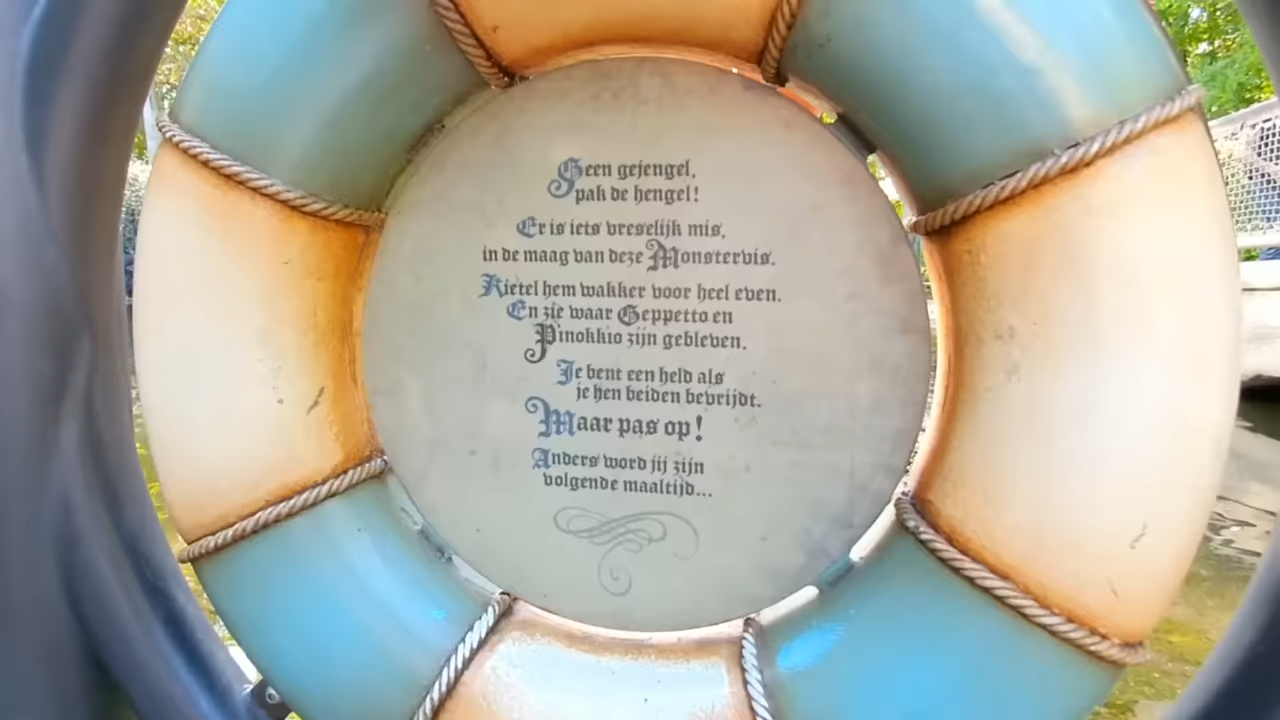 Geen gejengel,
pak de hengel!
Er is iets vreselijk mis,
in de maag van deze Monstervis.
Kietel hem wakker voor heel even.
En zie waar Geppetto en
Pinokkio zijn gebleven.
Je bent een held als
je hen beiden bevrijdt.
Maar pas op!
Anders word jij zijn
volgende maaltijd...